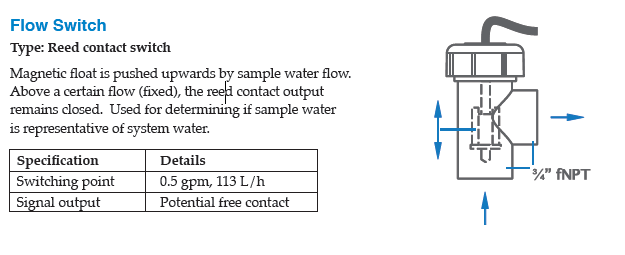 Flow Switch
Type: Reed contact switch
Magnetic float is pushed upwards by sample water flow.
Above a certain flow (fixed), the reed contact output
remains closed.  Used for determining if sample water
is representative of system water.
Specification Details
Switching point 0.5 gpm, 113 L/h
Signal output Potential free contact
¾” fNPT